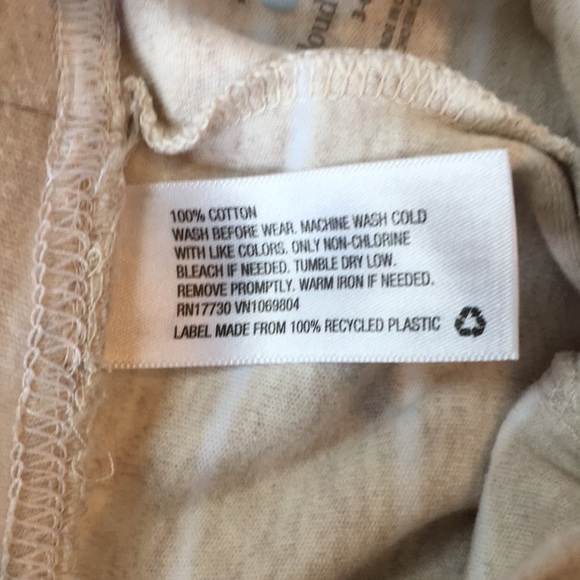 100% COTTON
WASH BEFORE WEAR. MACHINE WASH COLD
WITH LIKE COLORS. ONLY NON-CHLORINE
BLEACH IF NEEDED. TUMBLE DRY LOW.
REMOVE PROMPTLY. WARM IRON IF NEEDED.
RN17730 VN1069804
LABEL MADE FROM 100% RECYCLED PLASTIC